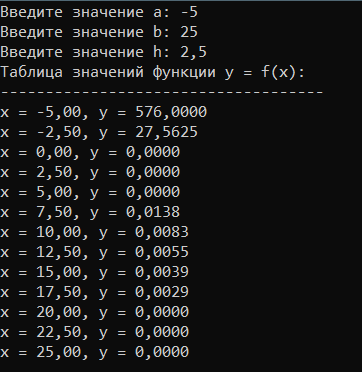 Введите значение a: -5
Введите значение b: 25
Введите значение h: 2,5
Таблица значений функции y = f(x):
------------------------------------
x = -5,00, y = 576,0000
x = -2,50, y = 27,5625
x = 0,00, y = 0,0000
x = 2,50, y = 0,0000
x = 5,00, y = 0,0000
x = 7,50, y = 0,0138
x = 10,00, y = 0,0083
x = 12,50, y = 0,0055
x = 15,00, y = 0,0039
x = 17,50, y = 0,0029
x = 20,00, y = 0,0000
x = 22,50, y = 0,0000
x = 25,00, y = 0,0000